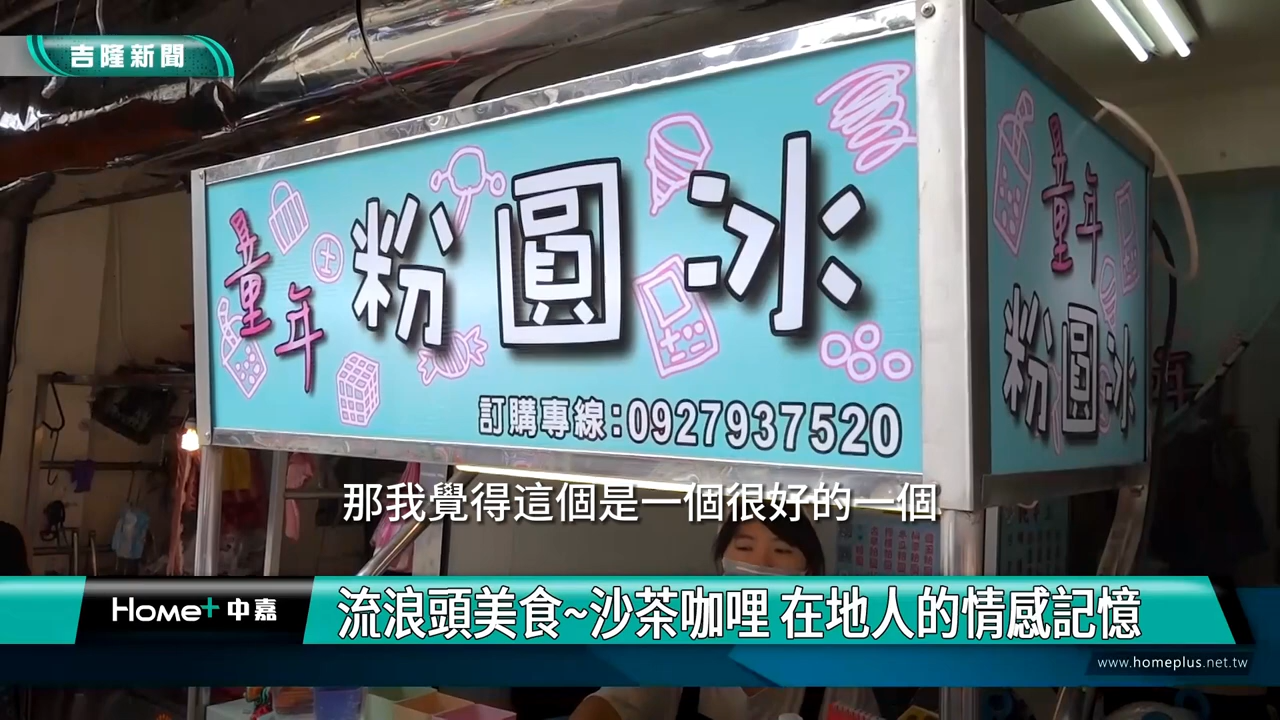 吉隆新聞
童年
粉圓冰
訂購專線:0927937520
童年
粉圓冰
那我覺得這個是一個很好的一個
Home+中嘉
流浪頭美食~沙茶咖哩 在地人的情感記憶
www.homeplus.net.tw